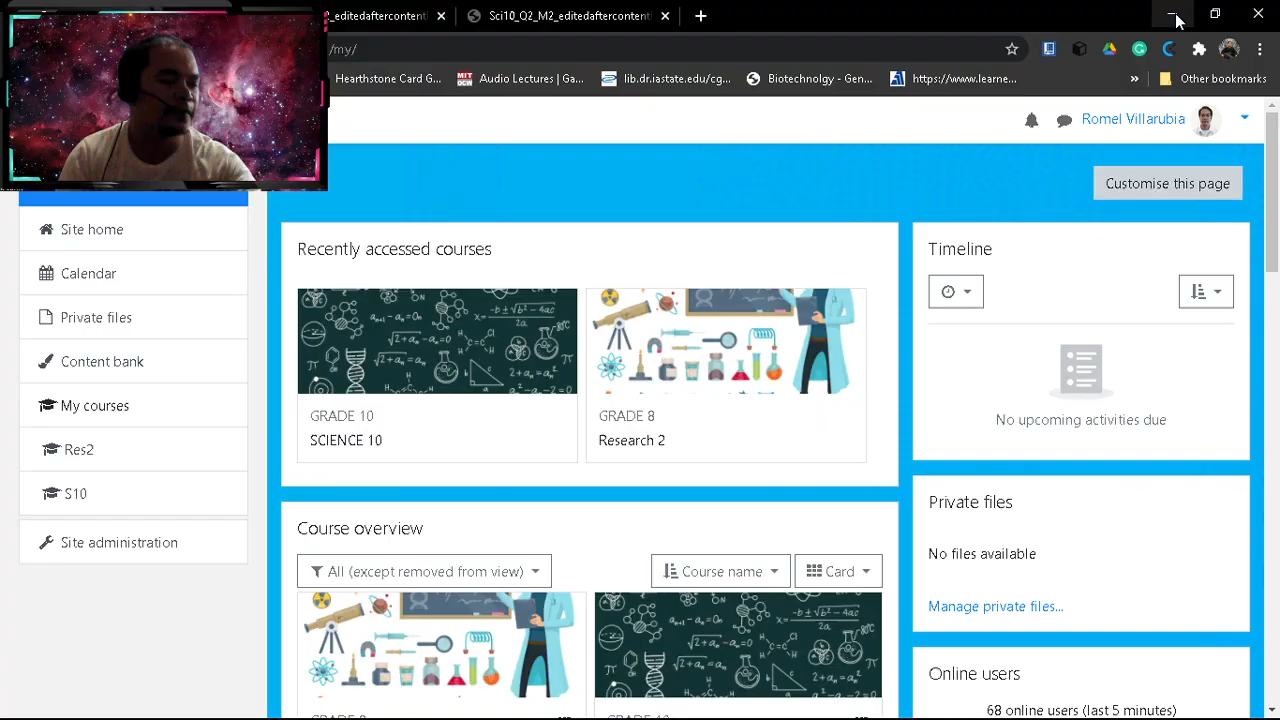 s10_q1_m2_slide_content
/my/
Hearthstone Card G...
Audio Lectures | Ga...
lib.dr.iastate.edu/cg...
Biotechnolgy - Gen...
https://www.learne...
»
Other bookmarks
Romel Villarubia
Customise this page
Site home
Calendar
Private files
Content bank
My courses
Res2
S10
Site administration
Recently accessed courses
GRADE 10
SCIENCE 10
GRADE 8
Research 2
Course overview
All (except removed from view)
Course name
Card
Timeline
No upcoming activities due
Private files
No files available
Manage private files...
Online users
68 online users (last 5 minutes)